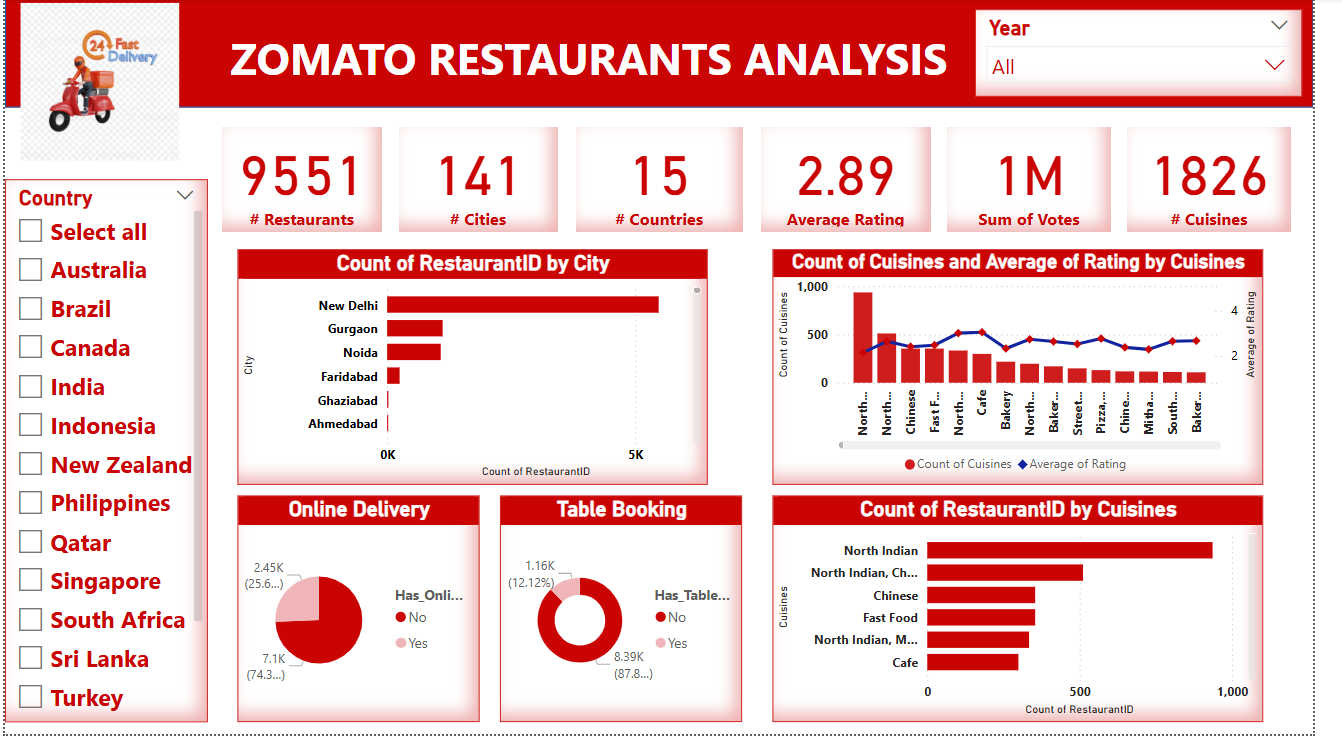 24 Fast
Delivery
ZOMATO RESTAURANTS ANALYSIS
Year
All
9551
# Restaurants
141
# Cities
15
# Countries
2.89
Average Rating
1M
Sum of Votes
1826
# Cuisines
Country
Select all
Australia
Brazil
Canada
India
Indonesia
New Zealand
Philippines
Qatar
Singapore
South Africa
Sri Lanka
Turkey
Count of RestaurantID by City
City
New Delhi
Gurgaon
Noida
Faridabad
Ghaziabad
Ahmedabad
0K 5K
Count of RestaurantID
Count of Cuisines and Average of Rating by Cuisines
Count of Cuisines
1,000
500
0
4
2
Average of Rating
North...
North...
Chinese
Fast F...
North...
Cafe
Bakery
North...
Baker...
Street...
Pizza,...
Chine...
Mitha...
South...
Baker...
Count of Cuisines Average of Rating
Online Delivery
2.45K
(25.6...)
7.1K
(74.3...)
Has_Onli...
No
Yes
Table Booking
1.16K
(12.12%)
8.39K
(87.8...)
Has_Table...
No
Yes
Count of RestaurantID by Cuisines
Cuisines
North Indian
North Indian, Ch...
Chinese
Fast Food
North Indian, M...
Cafe
0 500 1,000
Count of RestaurantID